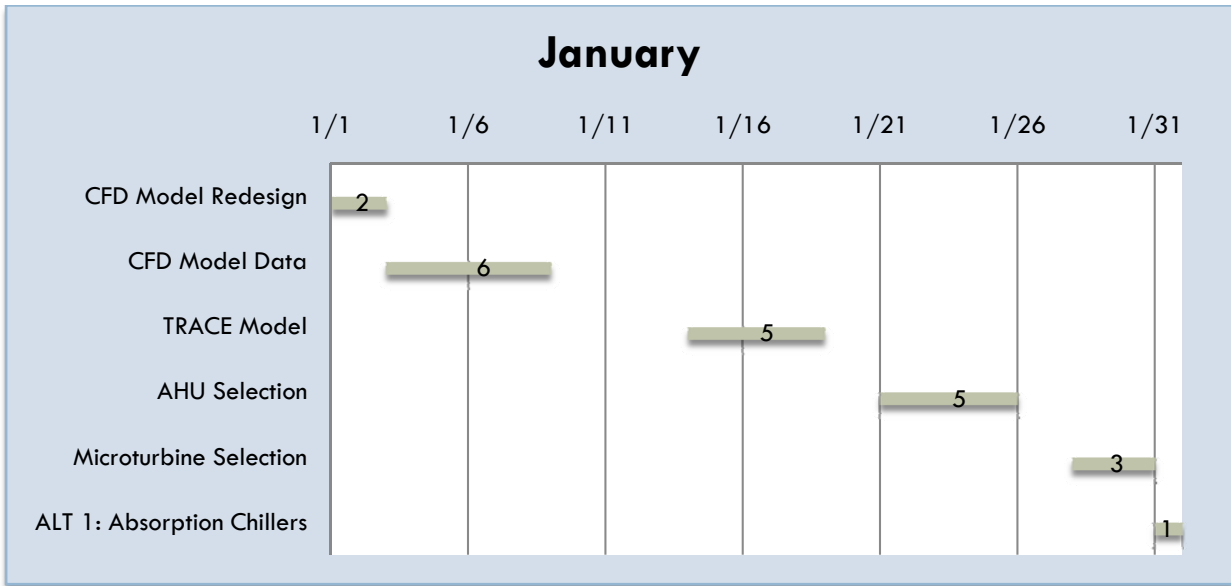 January
1/1 1/6 1/11 1/16 1/21 1/26 1/31
CFD Model Redesign 2
CFD Model Data 6
TRACE Model 5
AHU Selection 5
Microturbine Selection 3
ALT 1: Absorption Chillers 1